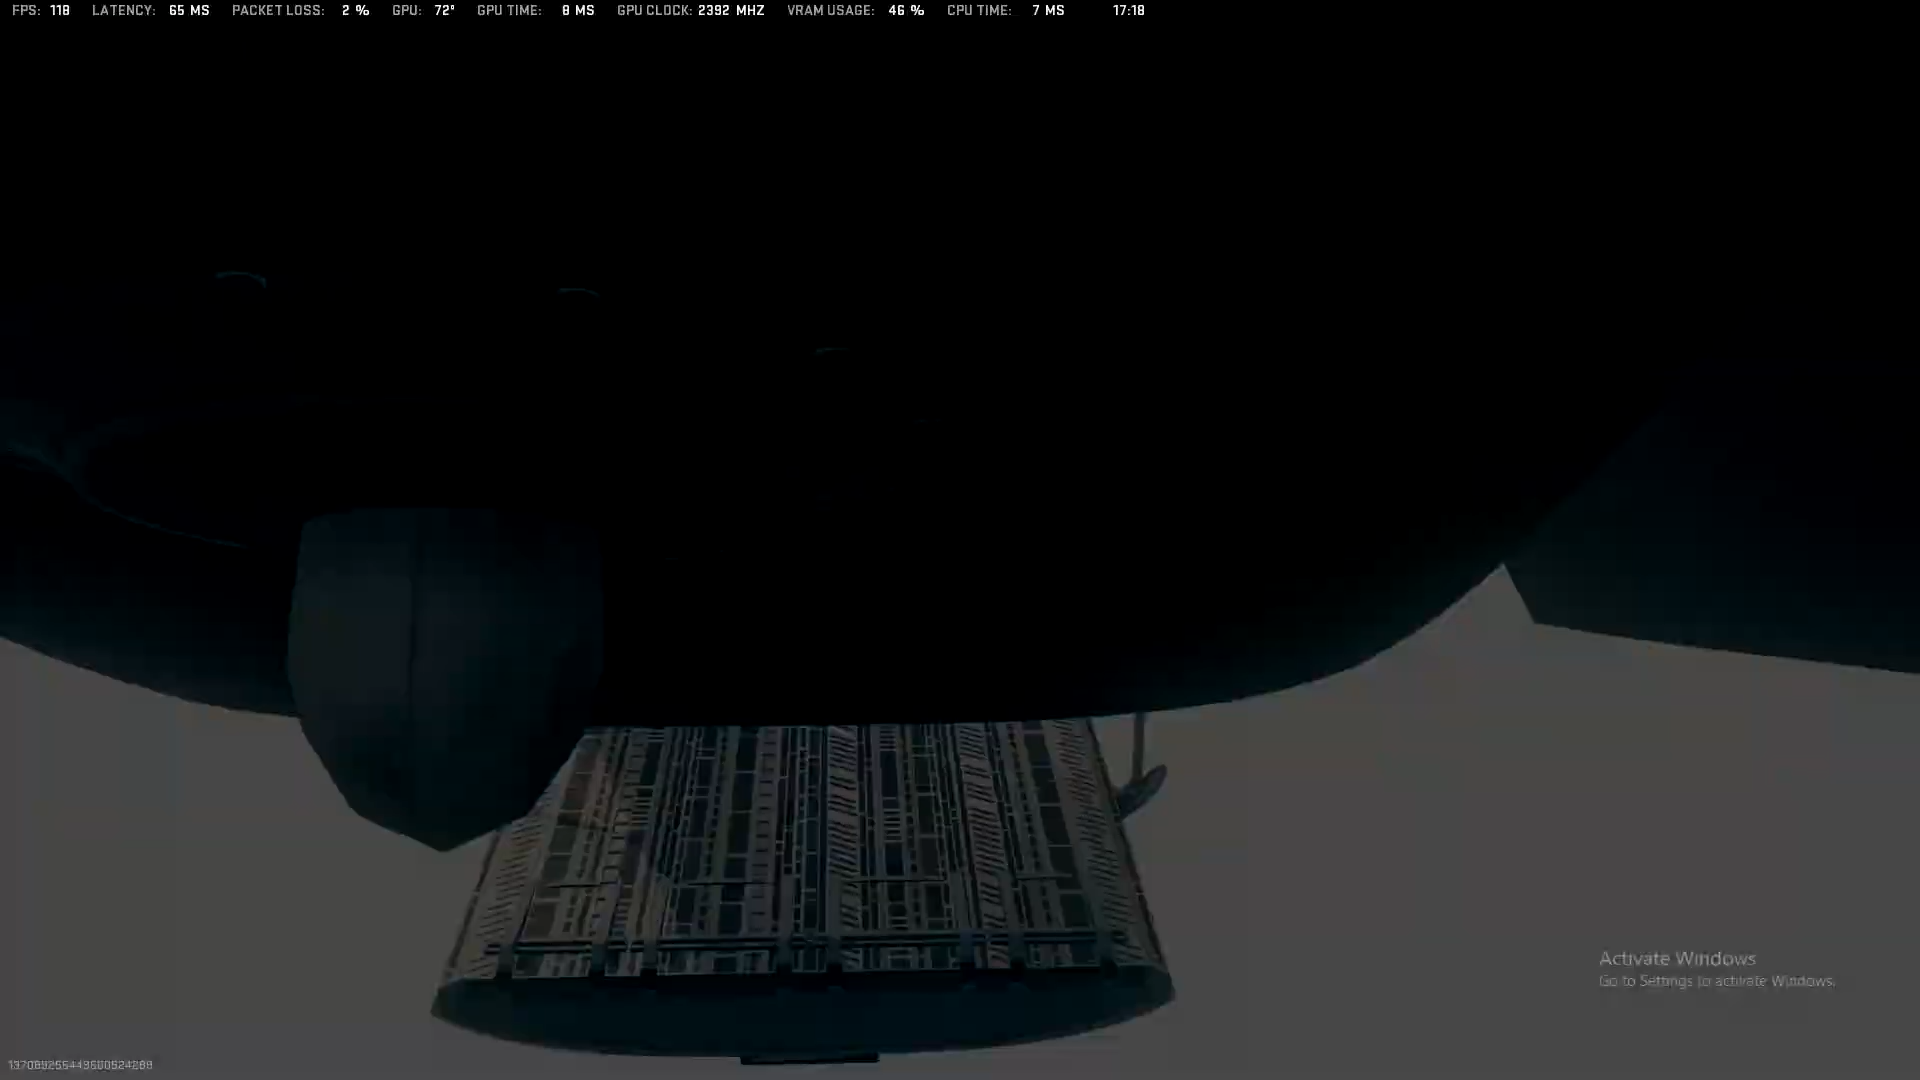 FPS: 118 LATENCY: 65 MS PACKET LOSS: 2 % GPU: 72° GPU TIME: 8 MS GPU CLOCK: 2392 MHZ VRAM USAGE: 46 % CPU TIME: 7 MS 17:18
Activate Windows
Go to Settings to activate Windows.